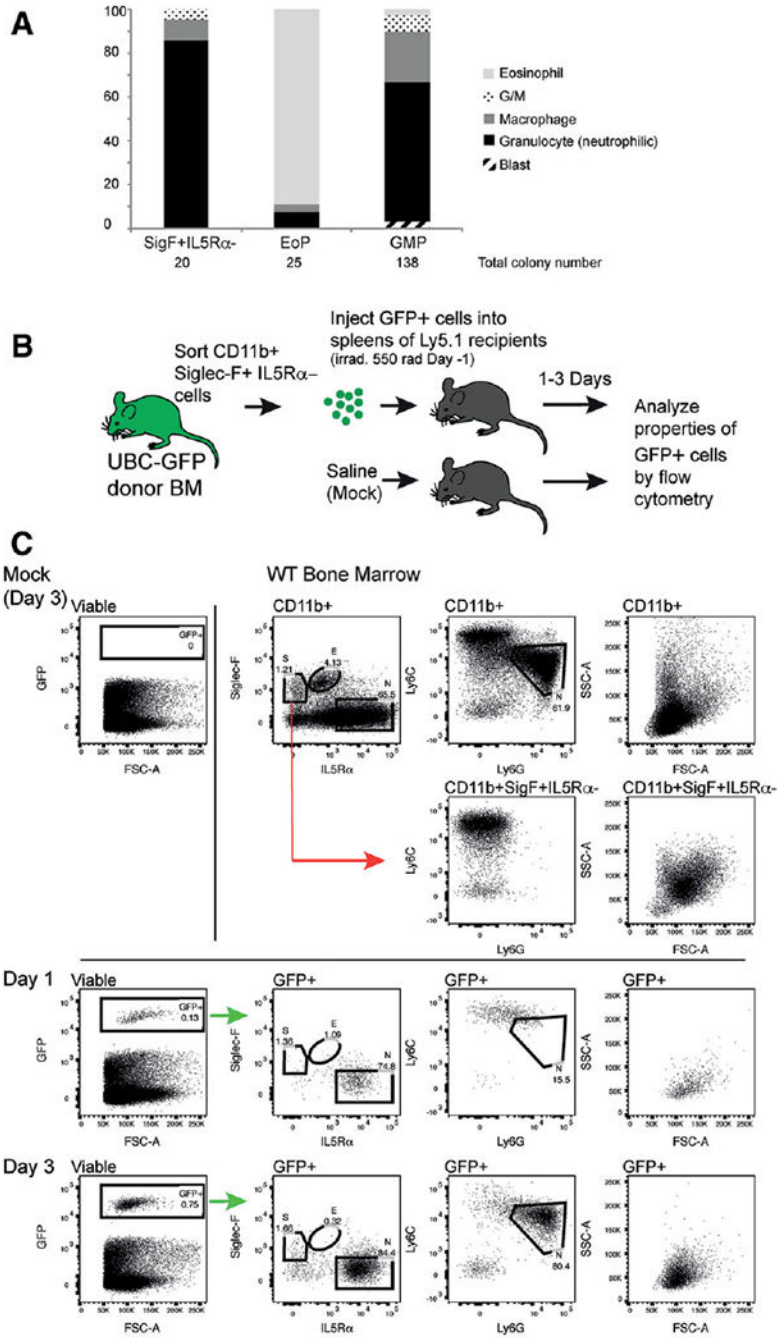 A
100
80
60
40
20
0
SigF+IL5Rα-
EoP
GMP
20
25
138
Total colony number
Eosinophil
G/M
Macrophage
Granulocyte (neutrophilic)
Blast
B
Sort CD11b+
Siglec-F+ IL5Rα–
cells
Inject GFP+ cells into
spleens of Ly5.1 recipients
(irrad. 550 rad Day -1)
1-3 Days
Analyze
properties of
GFP+ cells
by flow
cytometry
UBC-GFP
donor BM
Saline
(Mock)
C
Mock
(Day 3)
WT Bone Marrow
Viable
GFP+
0
GFP
FSC-A
0 50K 100K 150K 200K 250K
CD11b+
S
1.21
E
4.13
N
65.5
Siglec-F
IL5Rα
CD11b+
N
61.9
Ly6C
Ly6G
CD11b+
SSC-A
FSC-A
CD11b+SigF+IL5Rα-
Ly6C
Ly6G
CD11b+SigF+IL5Rα-
SSC-A
FSC-A
Day 1
Viable
GFP+
0.13
GFP
FSC-A
GFP+
S
1.36
E
1.09
N
74.8
Siglec-F
IL5Rα
GFP+
N
15.5
Ly6C
Ly6G
GFP+
SSC-A
FSC-A
Day 3
Viable
GFP+
0.75
GFP
FSC-A
GFP+
S
1.66
E
0.32
N
84.4
Siglec-F
IL5Rα
GFP+
N
80.4
Ly6C
Ly6G
GFP+
SSC-A
FSC-A